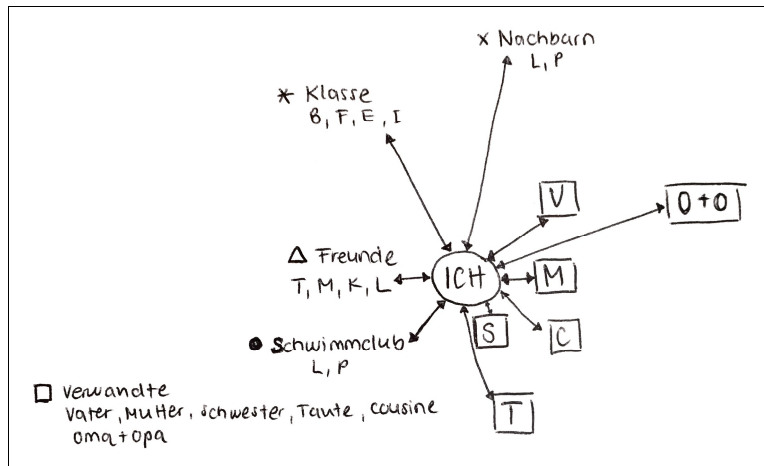 x Nachbarn
L, P
* Klasse
B, F, E, I
V
O + O
△ Freunde
T, M, K, L
ICH
M
S
C
● Schwimmclub
L, P
T
□ Verwandte
Vater, Mutter, Schwester, Tante, Cousine
Oma + Opa